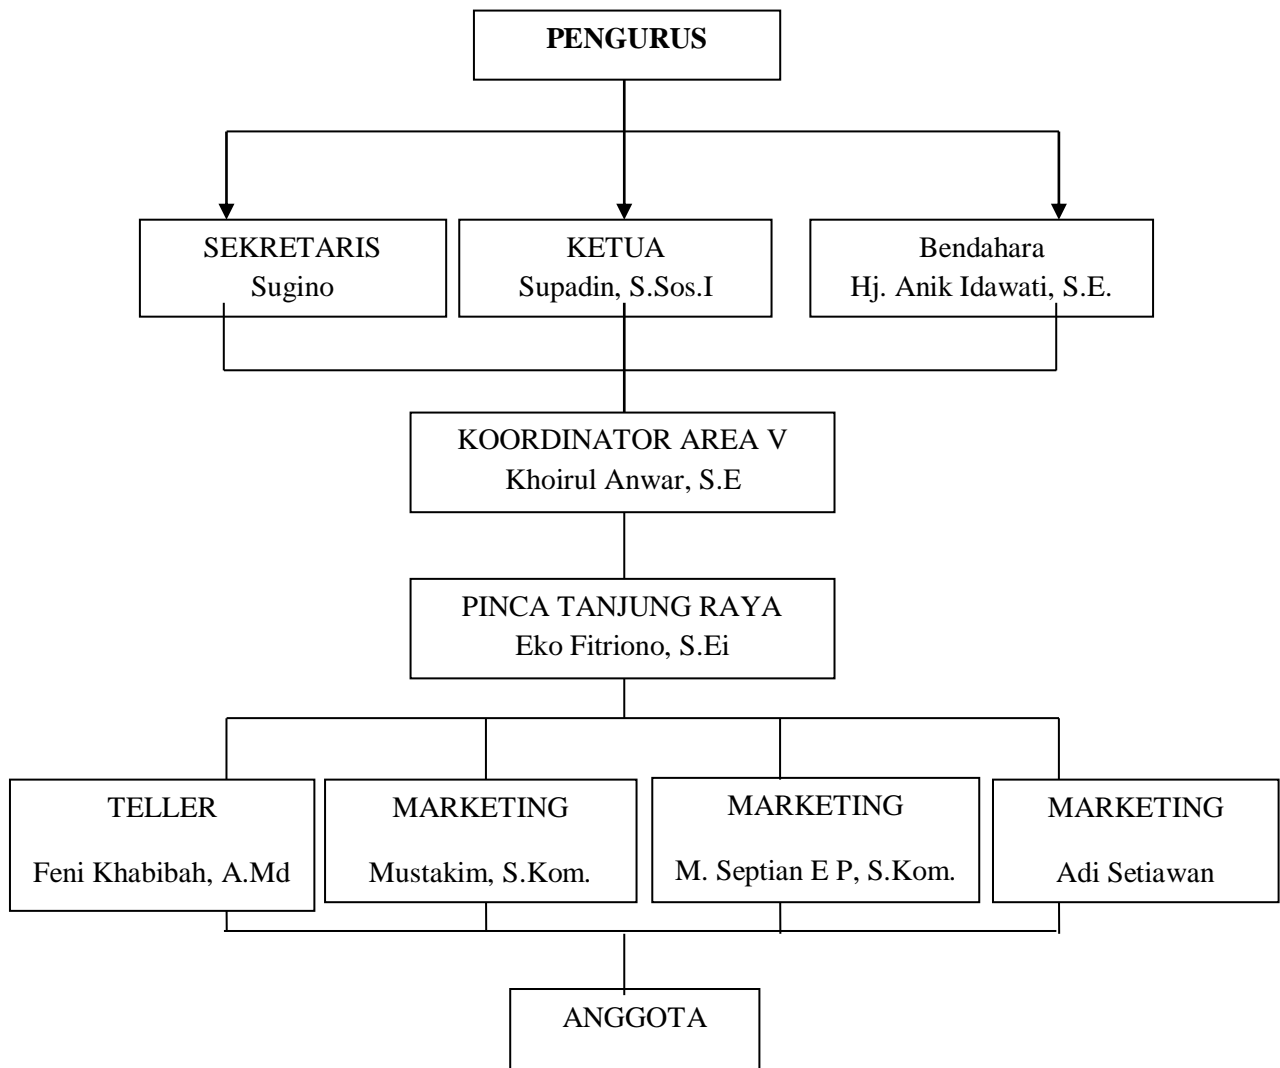 PENGURUS
SEKRETARIS
Sugino
KETUA
Supadin, S.Sos.I
Bendahara
Hj. Anik Idawati, S.E.
KOORDINATOR AREA V
Khoirul Anwar, S.E
PINCA TANJUNG RAYA
Eko Fitriono, S.Ei
TELLER
Feni Khabibah, A.Md
MARKETING
Mustakim, S.Kom.
MARKETING
M. Septian E P, S.Kom.
MARKETING
Adi Setiawan
ANGGOTA